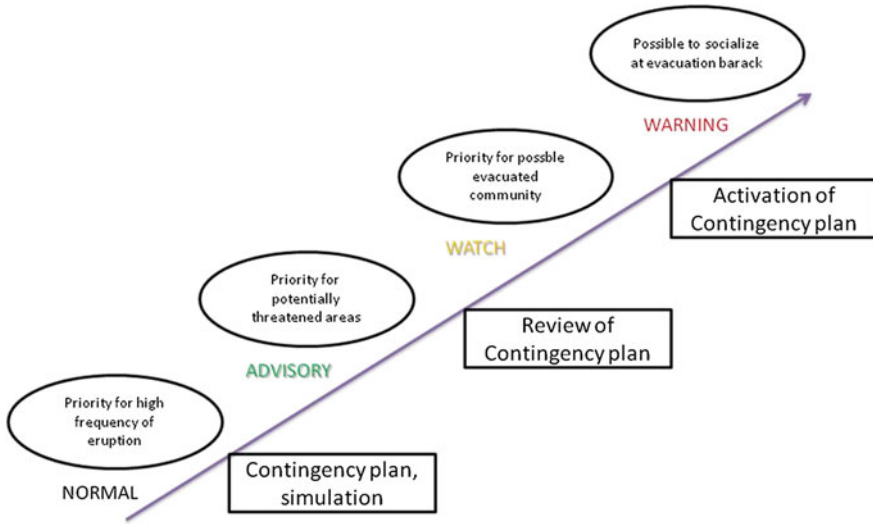 Possible to socialize
at evacuation barack
WARNING
Priority for possble
evacuated
community
Activation of
Contingency plan
WATCH
Priority for
potentially
threatened areas
Review of
Contingency plan
ADVISORY
Priority for high
frequency of
eruption
Contingency plan,
simulation
NORMAL